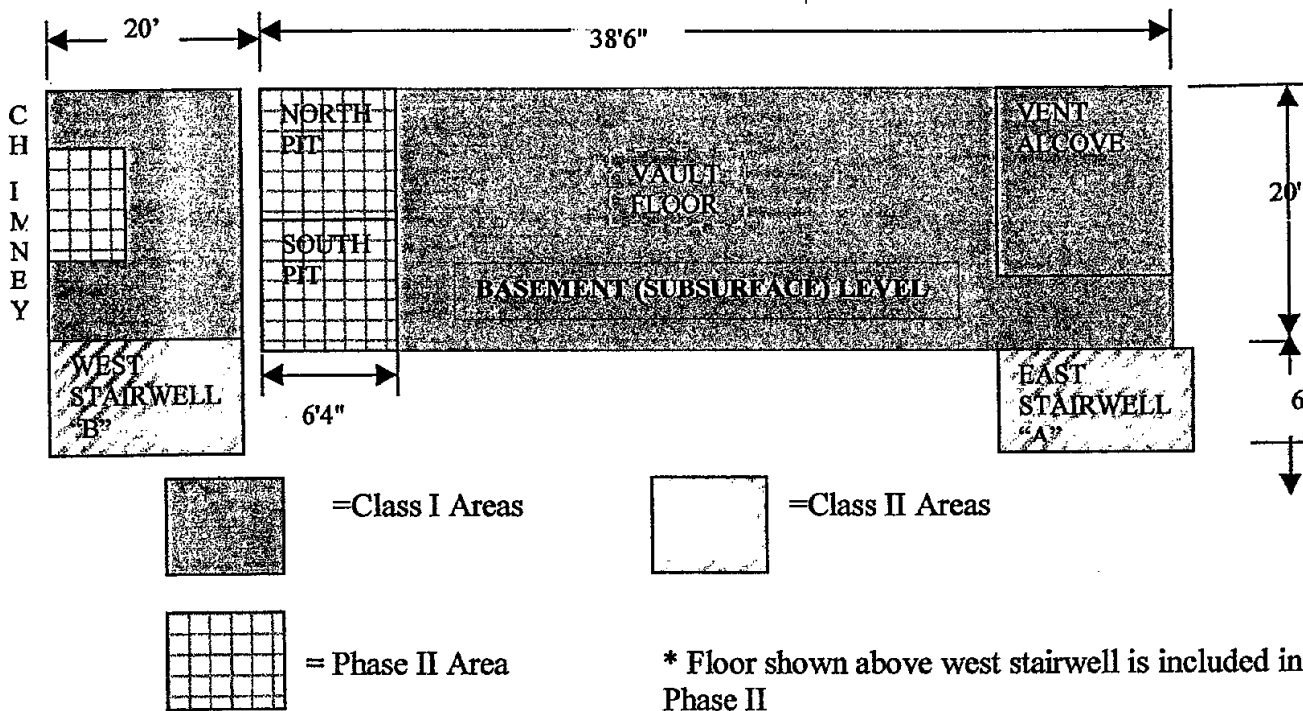 20'
38'6"
CH IMNEY
NORTH
PIT
VENT
ALCOVE
VAULT
FLOOR
20'
SOUTH
PIT
BASEMENT (SUBSUREACE) LEVEL
WEST
STAIRWELL
"B"
6'4"
EAST
STAIRWELL
"A"
6
=Class I Areas
=Class II Areas
= Phase II Area
* Floor shown above west stairwell is included in
Phase II